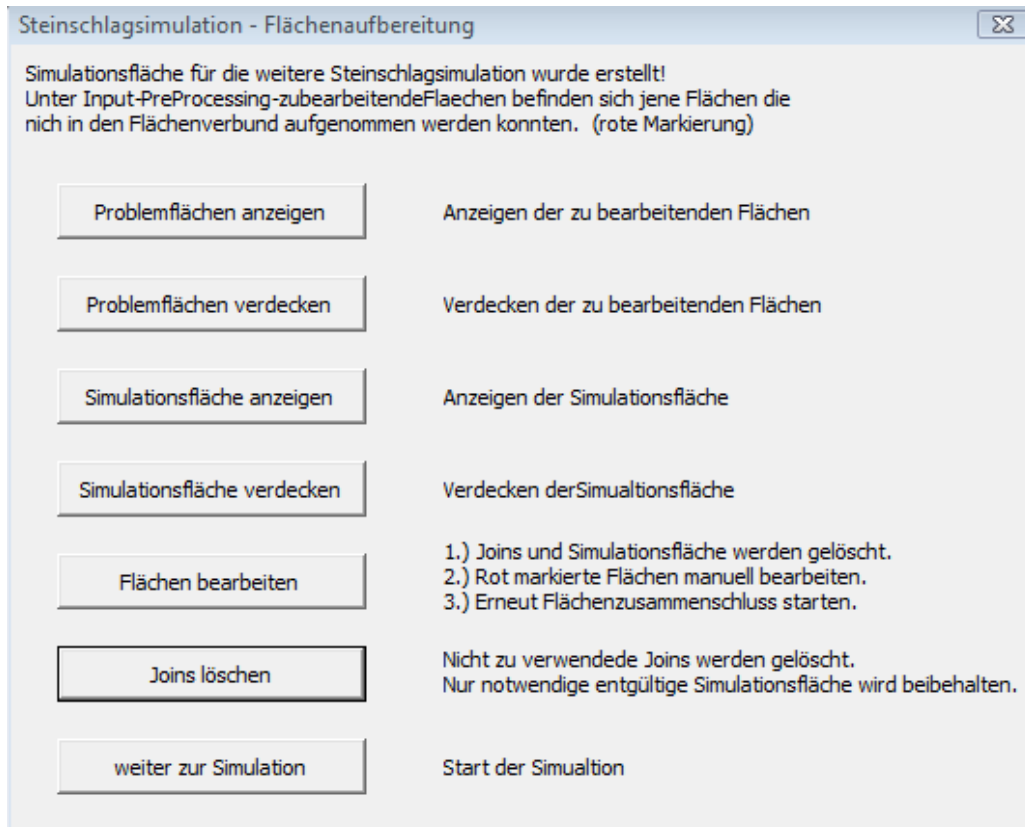 Steinschlagsimulation - Flächenaufbereitung
Simulationsfläche für die weitere Steinschlagsimulation wurde erstellt!
Unter Input-PreProcessing-zubearbeitendeFlaechen befinden sich jene Flächen die
nich in den Flächenverbund aufgenommen werden konnten. (rote Markierung)
Problemflächen anzeigen
Anzeigen der zu bearbeitenden Flächen
Problemflächen verdecken
Verdecken der zu bearbeitenden Flächen
Simulationsfläche anzeigen
Anzeigen der Simulationsfläche
Simulationsfläche verdecken
Verdecken derSimualtionsfläche
Flächen bearbeiten
1.) Joins und Simulationsfläche werden gelöscht.
2.) Rot markierte Flächen manuell bearbeiten.
3.) Erneut Flächenzusammenschluss starten.
Joins löschen
Nicht zu verwendede Joins werden gelöscht.
Nur notwendige entgültige Simulationsfläche wird beibehalten.
weiter zur Simulation
Start der Simualtion